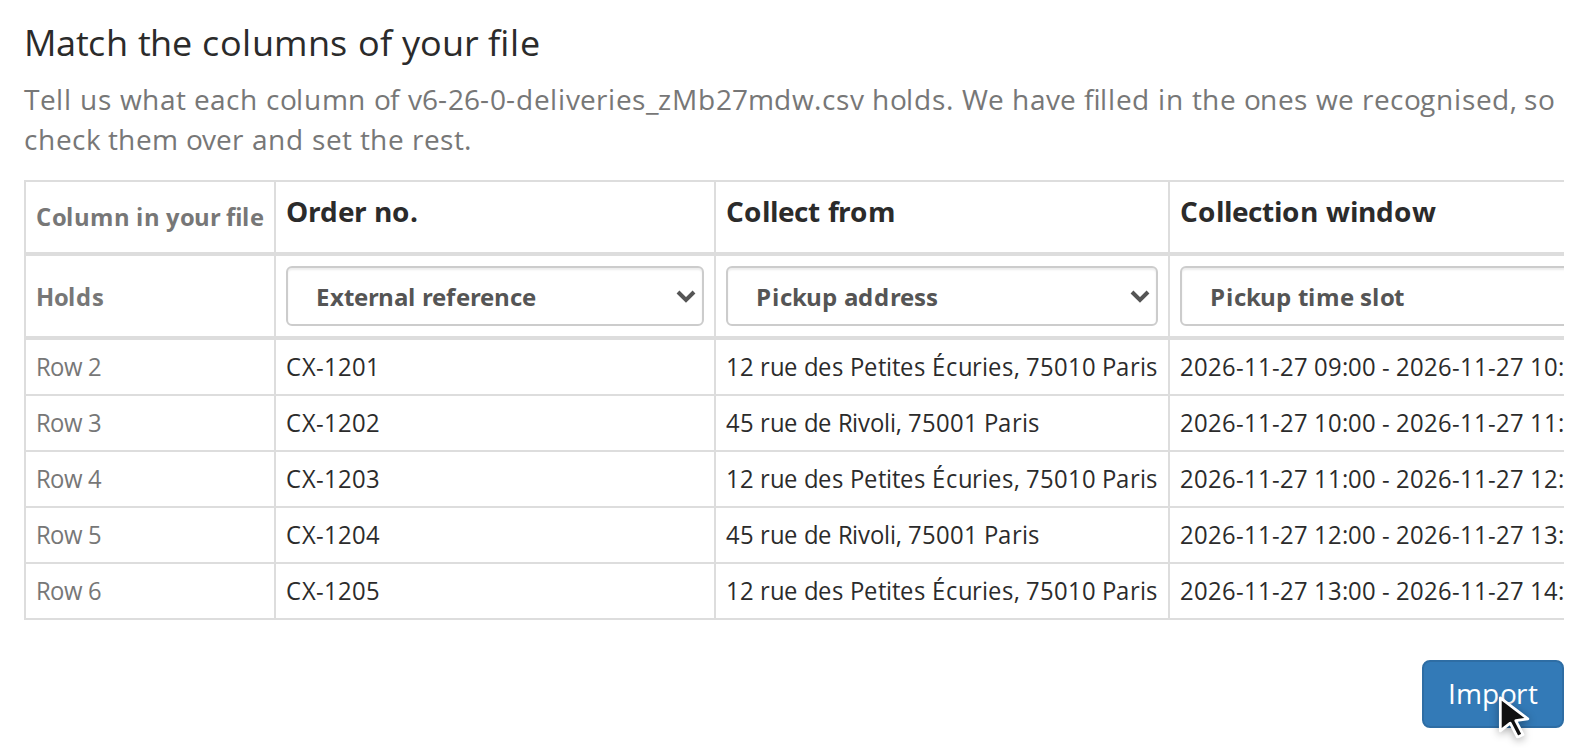 Match the columns of your file
Tell us what each column of v6-26-0-deliveries_zMb27mdw.csv holds. We have filled in the ones we recognised, so
check them over and set the rest.
Column in your file Order no. Collect from Collection window
Holds External reference Pickup address Pickup time slot
Row 2 CX-1201 12 rue des Petites Écuries, 75010 Paris 2026-11-27 09:00 - 2026-11-27 10:
Row 3 CX-1202 45 rue de Rivoli, 75001 Paris 2026-11-27 10:00 - 2026-11-27 11:
Row 4 CX-1203 12 rue des Petites Écuries, 75010 Paris 2026-11-27 11:00 - 2026-11-27 12:
Row 5 CX-1204 45 rue de Rivoli, 75001 Paris 2026-11-27 12:00 - 2026-11-27 13:
Row 6 CX-1205 12 rue des Petites Écuries, 75010 Paris 2026-11-27 13:00 - 2026-11-27 14:
Import